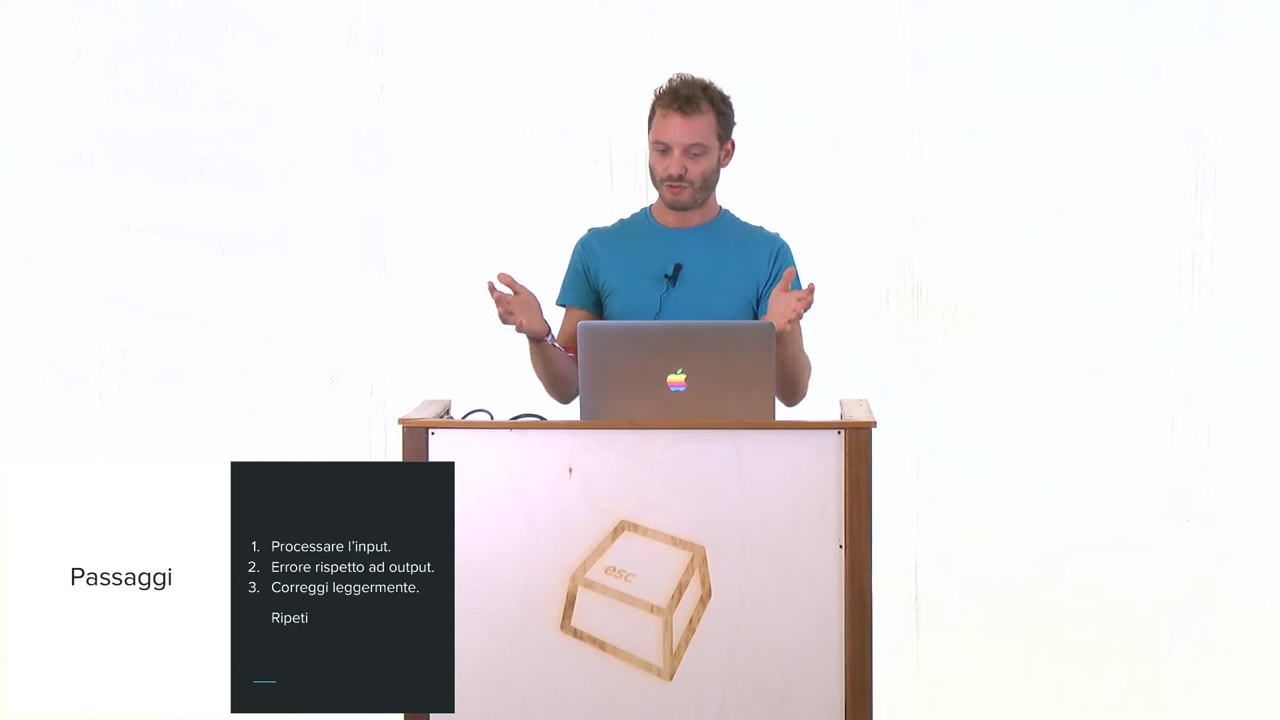 Passaggi
1. Processare l'input.
2. Errore rispetto ad output.
3. Correggi leggermente.
Ripeti
esc